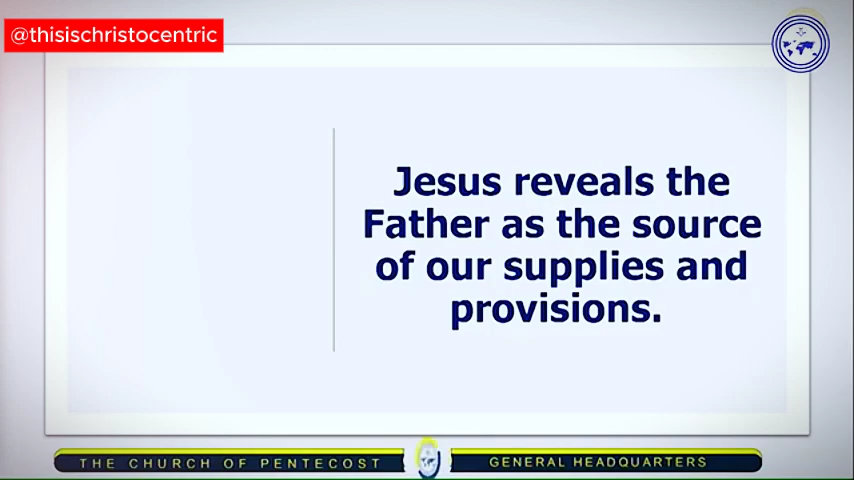 @thisischristocentric
Jesus reveals the
Father as the source
of our supplies and
provisions.
THE CHURCH OF PENTECOST
GENERAL HEADQUARTERS